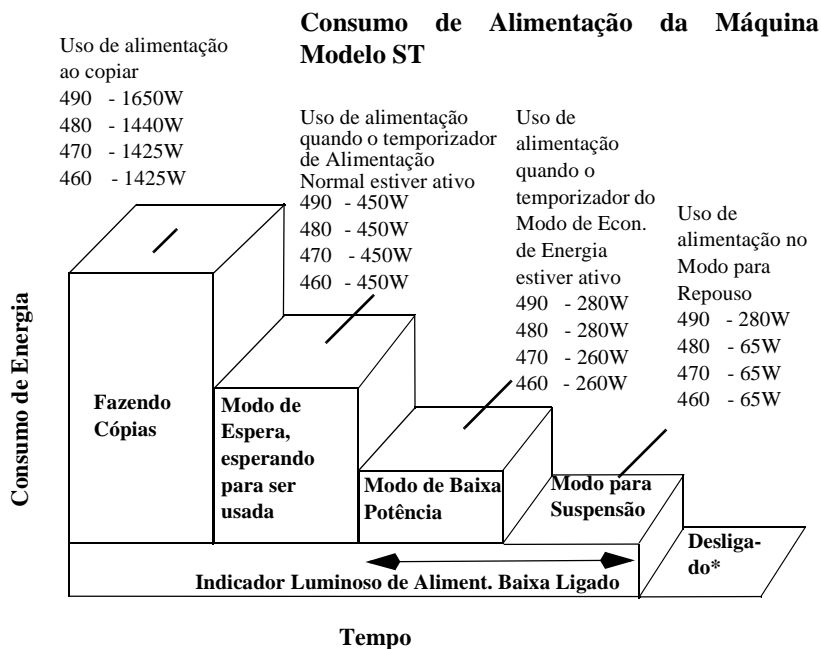 Consumo de Alimentação da Máquina
Modelo ST
Uso de alimentação
ao copiar
490 - 1650W
480 - 1440W
470 - 1425W
460 - 1425W
Uso de alimentação
quando o temporizador
de Alimentação
Normal estiver ativo
490 - 450W
480 - 450W
470 - 450W
460 - 450W
Uso de
alimentação
quando o
temporizador do
Modo de Econ.
de Energia
estiver ativo
490 - 280W
480 - 280W
470 - 260W
460 - 260W
Uso de
alimentação no
Modo para
Repouso
490 - 280W
480 - 65W
470 - 65W
460 - 65W
Consumo de Energia
Fazendo
Cópias
Modo de
Espera,
esperando
para ser
usada
Modo de Baixa
Potência
Modo para
Suspensão
Desliga-
do*
Indicador Luminoso de Aliment. Baixa Ligado
Tempo